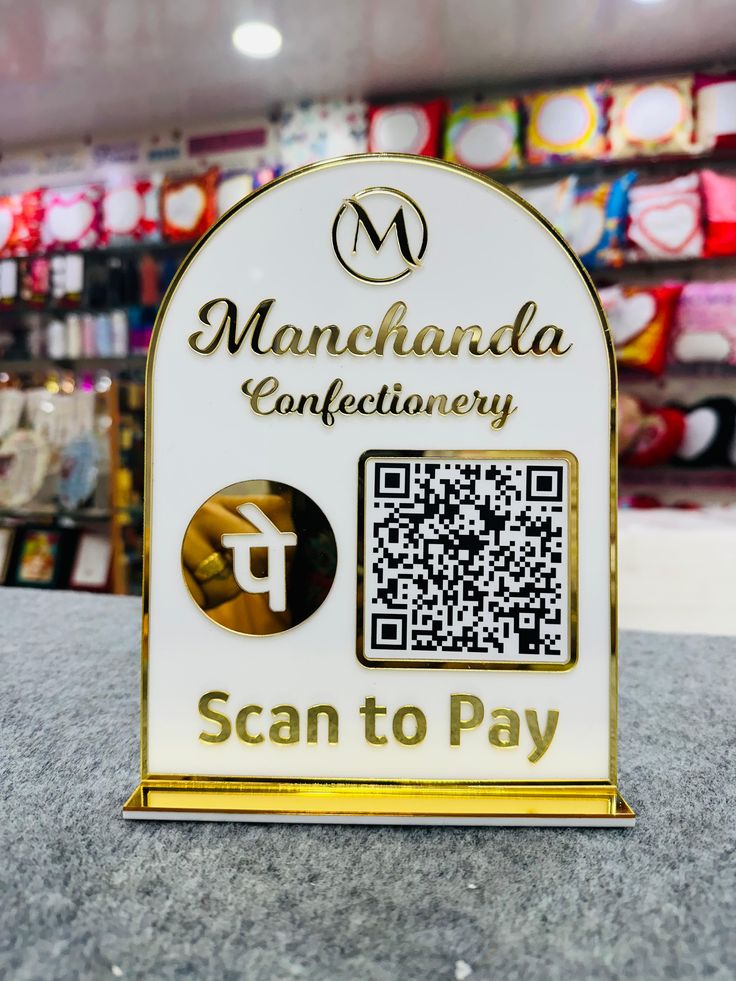 M
Manchanda
Confectionery
पे
Scan to Pay